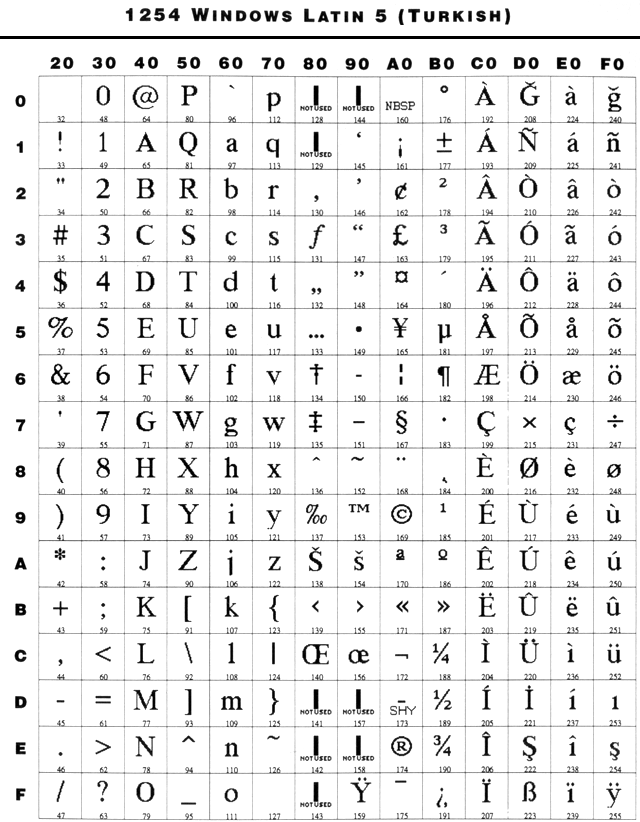 1254 WINDOWS LATIN 5 (TURKISH)
20 30 40 50 60 70 80 90 A0 B0 C0 D0 E0 F0
0 0 @ P ` p NOT USED NOT USED NBSP ° À Ğ à ğ
32 48 64 80 96 112 128 144 160 176 192 208 224 240
1 ! 1 A Q a q NOT USED ‘ ¡ ± Á Ñ á ñ
33 49 65 81 97 113 129 145 161 177 193 209 225 241
2 " 2 B R b r ‚ ’ ¢ ² Â Ò â ò
34 50 66 82 98 114 130 146 162 178 194 210 226 242
3 # 3 C S c s ƒ “ £ ³ Ã Ó ã ó
35 51 67 83 99 115 131 147 163 179 195 211 227 243
4 $ 4 D T d t „ ” ¤ ´ Ä Ô ä ô
36 52 68 84 100 116 132 148 164 180 196 212 228 244
5 % 5 E U e u … • ¥ µ Å Õ å õ
37 53 69 85 101 117 133 149 165 181 197 213 229 245
6 & 6 F V f v † - ¦ ¶ Æ Ö æ ö
38 54 70 86 102 118 134 150 166 182 198 214 230 246
7 ' 7 G W g w ‡ – § · Ç × ç ÷
39 55 71 87 103 119 135 151 167 183 199 215 231 247
8 ( 8 H X h x ˆ ˜ ¨ ¸ È Ø è ø
40 56 72 88 104 120 136 152 168 184 200 216 232 248
9 ) 9 I Y i y ‰ ™ © ¹ É Ù é ù
41 57 73 89 105 121 137 153 169 185 201 217 233 249
A * : J Z j z Š š ª º Ê Ú ê ú
42 58 74 90 106 122 138 154 170 186 202 218 234 250
B + ; K [ k { ‹ › « » Ë Û ë û
43 59 75 91 107 123 139 155 171 187 203 219 235 251
C , < L \ l | Œ œ ¬ ¼ Ì Ü ì ü
44 60 76 92 108 124 140 156 172 188 204 220 236 252
D - = M ] m } NOT USED NOT USED - SHY ½ Í İ í ı
45 61 77 93 109 125 141 157 173 189 205 221 237 253
E . > N ^ n ~ NOT USED NOT USED ® ¾ Î Ş î ş
46 62 78 94 110 126 142 158 174 190 206 222 238 254
F / ? O _ o NOT USED Ÿ ¯ ¿ Ï ß ï ÿ
47 63 79 95 111 127 143 159 175 191 207 223 239 255